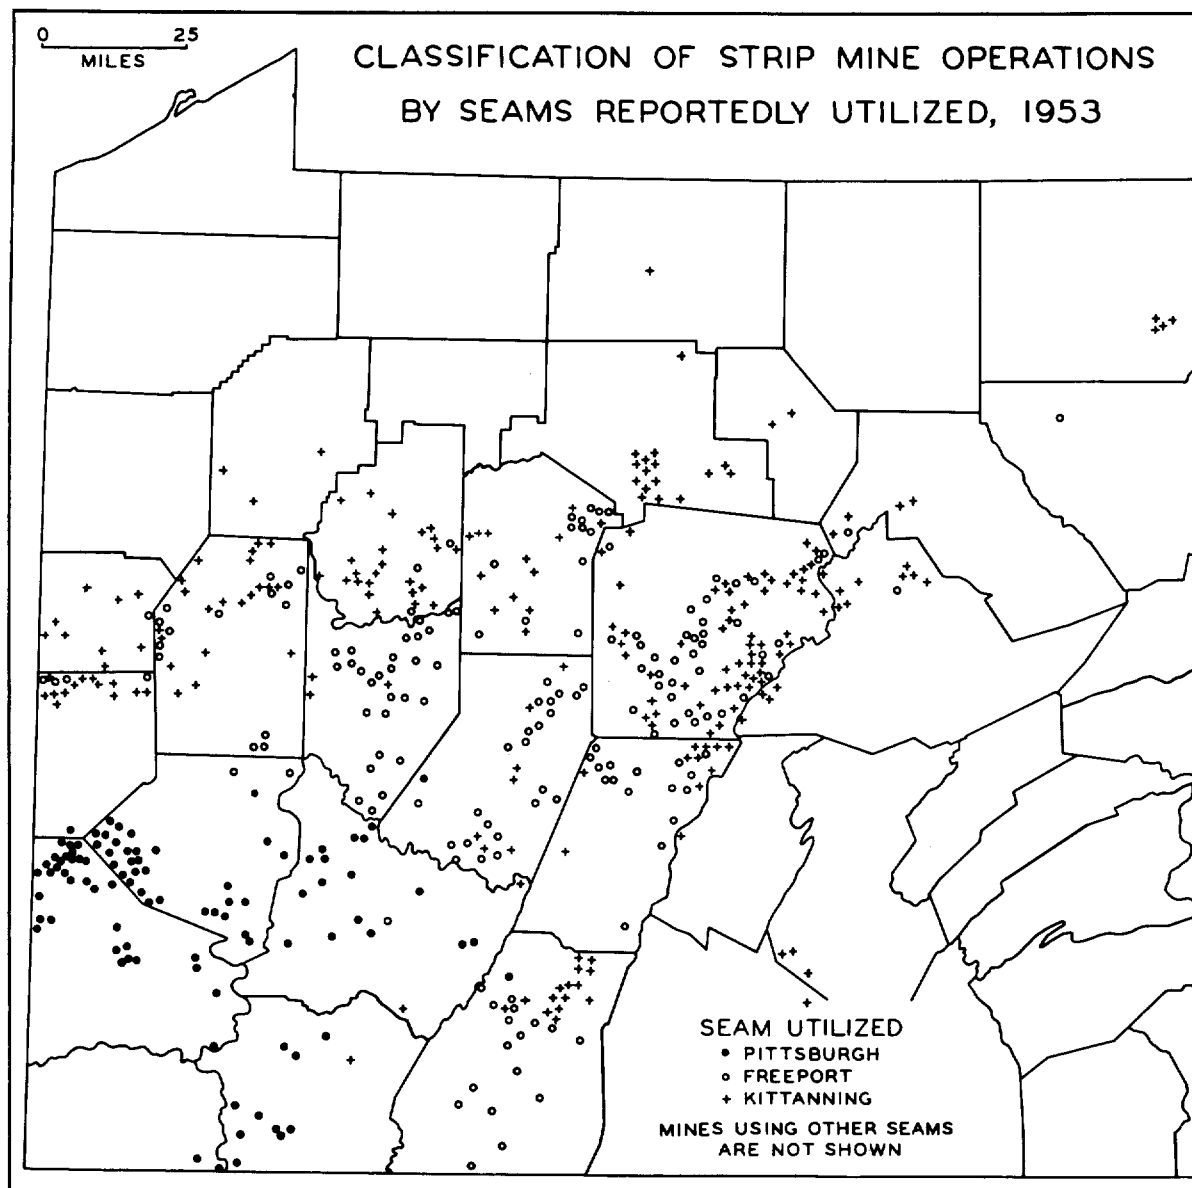 0 25
MILES
CLASSIFICATION OF STRIP MINE OPERATIONS
BY SEAMS REPORTEDLY UTILIZED, 1953
SEAM UTILIZED
• PITTSBURGH
o FREEPORT
+ KITTANNING
MINES USING OTHER SEAMS
ARE NOT SHOWN